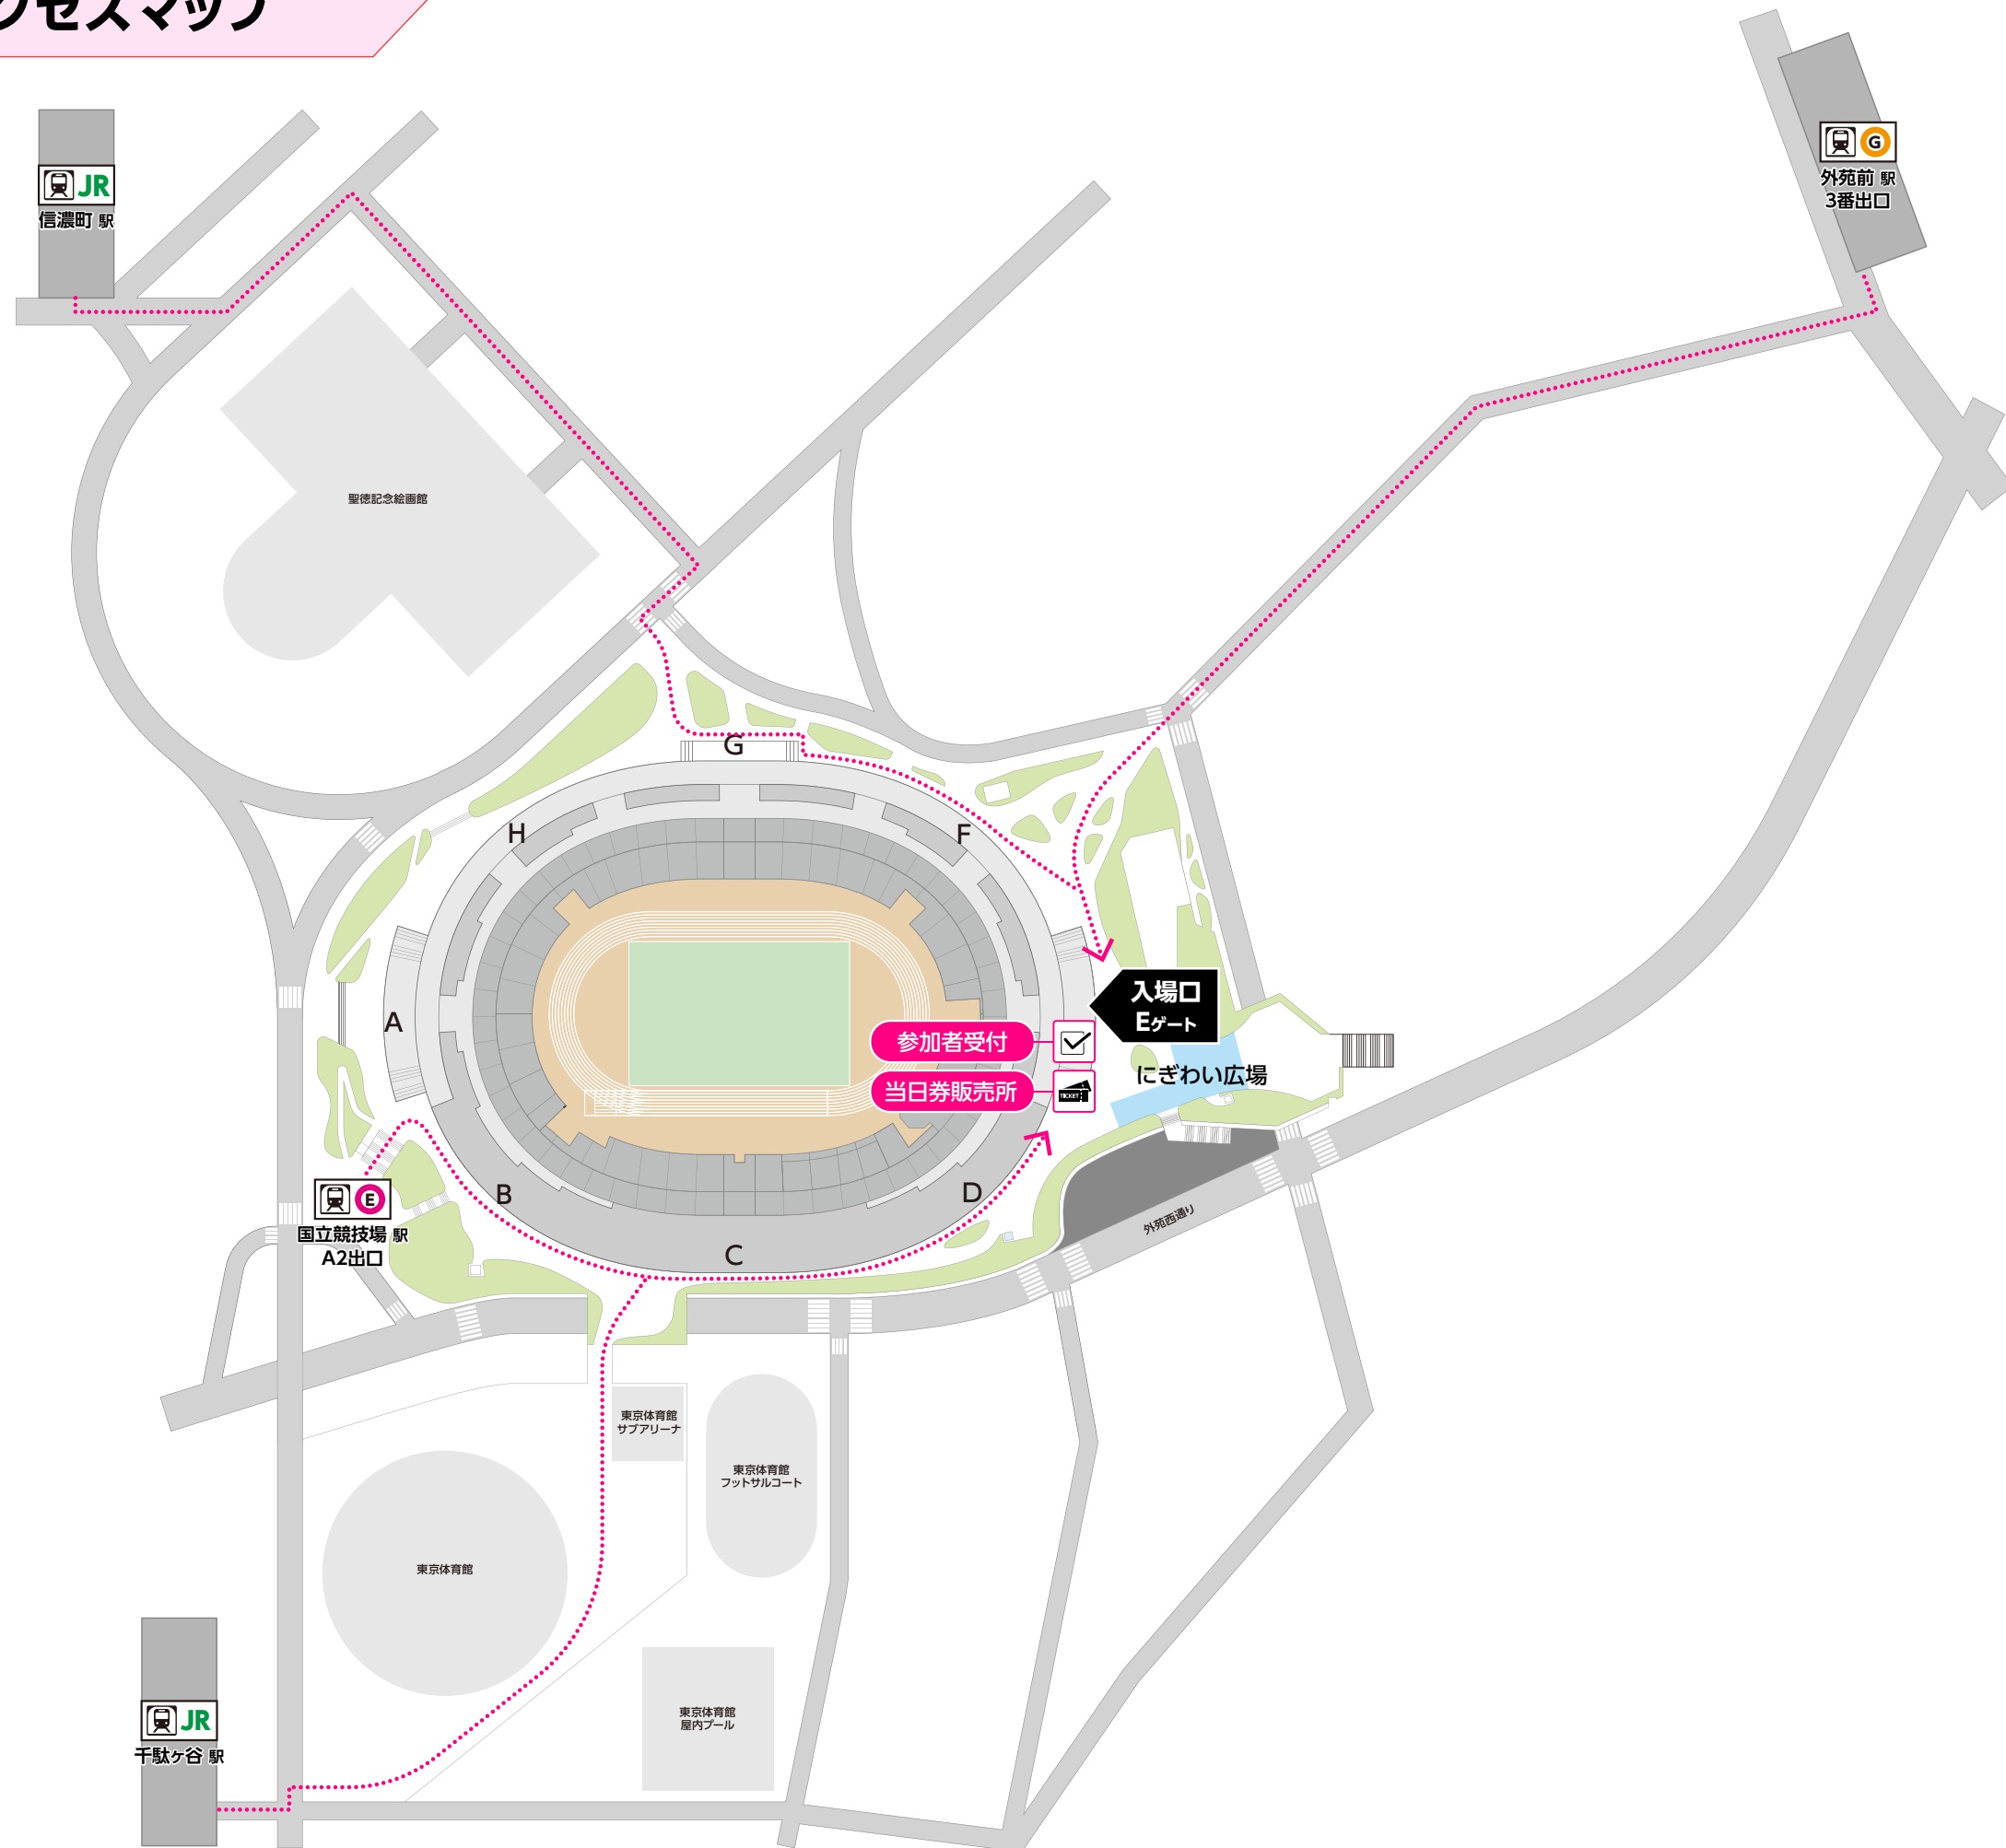 クセスマップ
JR
信濃町 駅
G
外苑前 駅
3番出口
聖徳記念絵画館
G
H
F
A
入場口
Eゲート
参加者受付
当日券販売所
TICKET
にぎわい広場
E
国立競技場 駅
A2出口
B
D
C
外苑西通り
東京体育館
サブアリーナ
東京体育館
フットサルコート
東京体育館
東京体育館
屋内プール
JR
千駄ヶ谷 駅